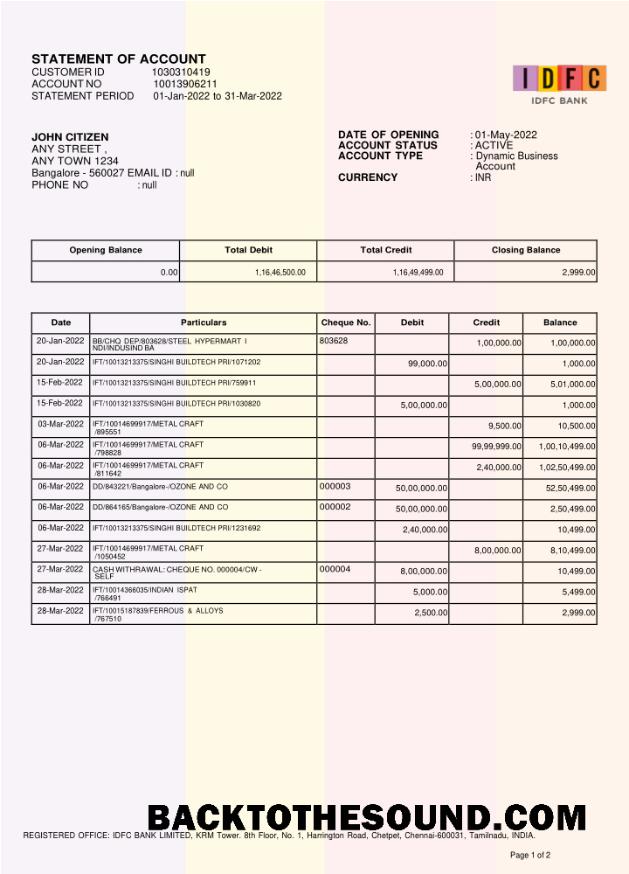 STATEMENT OF ACCOUNT
CUSTOMER ID 1030310419
ACCOUNT NO 10013906211
STATEMENT PERIOD 01-Jan-2022 to 31-Mar-2022
IDFC
IDFC BANK
JOHN CITIZEN
ANY STREET ,
ANY TOWN 1234
Bangalore - 560027 EMAIL ID : null
PHONE NO : null
DATE OF OPENING : 01-May-2022
ACCOUNT STATUS : ACTIVE
ACCOUNT TYPE : Dynamic Business
Account
CURRENCY : INR
Opening Balance Total Debit Total Credit Closing Balance
0.00 1,16,46,500.00 1,16,49,499.00 2,999.00
Date Particulars Cheque No. Debit Credit Balance
20-Jan-2022 BB/CHQ DEP/803628/STEEL HYPERMART I 803628 1,00,000.00 1,00,000.00
NDI/INDUSIND BA
20-Jan-2022 IFT/10013213375/SINGHI BUILDTECH PRI/1071202 99,000.00 1,000.00
15-Feb-2022 IFT/10013213375/SINGHI BUILDTECH PRI/759911 5,00,000.00 5,01,000.00
15-Feb-2022 IFT/10013213375/SINGHI BUILDTECH PRI/1030820 5,00,000.00 1,000.00
03-Mar-2022 IFT/10014699917/METAL CRAFT 9,500.00 10,500.00
/895551
06-Mar-2022 IFT/10014699917/METAL CRAFT 99,99,999.00 1,00,10,499.00
/798828
06-Mar-2022 IFT/10014699917/METAL CRAFT 2,40,000.00 1,02,50,499.00
/811642
06-Mar-2022 DD/843221/Bangalore-/OZONE AND CO 000003 50,00,000.00 52,50,499.00
06-Mar-2022 DD/864165/Bangalore-/OZONE AND CO 000002 50,00,000.00 2,50,499.00
06-Mar-2022 IFT/10013213375/SINGHI BUILDTECH PRI/1231692 2,40,000.00 10,499.00
27-Mar-2022 IFT/10014699917/METAL CRAFT 8,00,000.00 8,10,499.00
/1050452
27-Mar-2022 CASH WITHRAWAL: CHEQUE NO. 000004/CW - 000004 8,00,000.00 10,499.00
SELF
28-Mar-2022 IFT/10014366035/INDIAN ISPAT 5,000.00 5,499.00
/766491
28-Mar-2022 IFT/10015187839/FERROUS & ALLOYS 2,500.00 2,999.00
/767510
BACKTOTHESOUND.COM
REGISTERED OFFICE: IDFC BANK LIMITED, KRM Tower. 8th Floor, No. 1, Harrington Road, Chetpet, Chennai-600031, Tamilnadu, INDIA.
Page 1 of 2